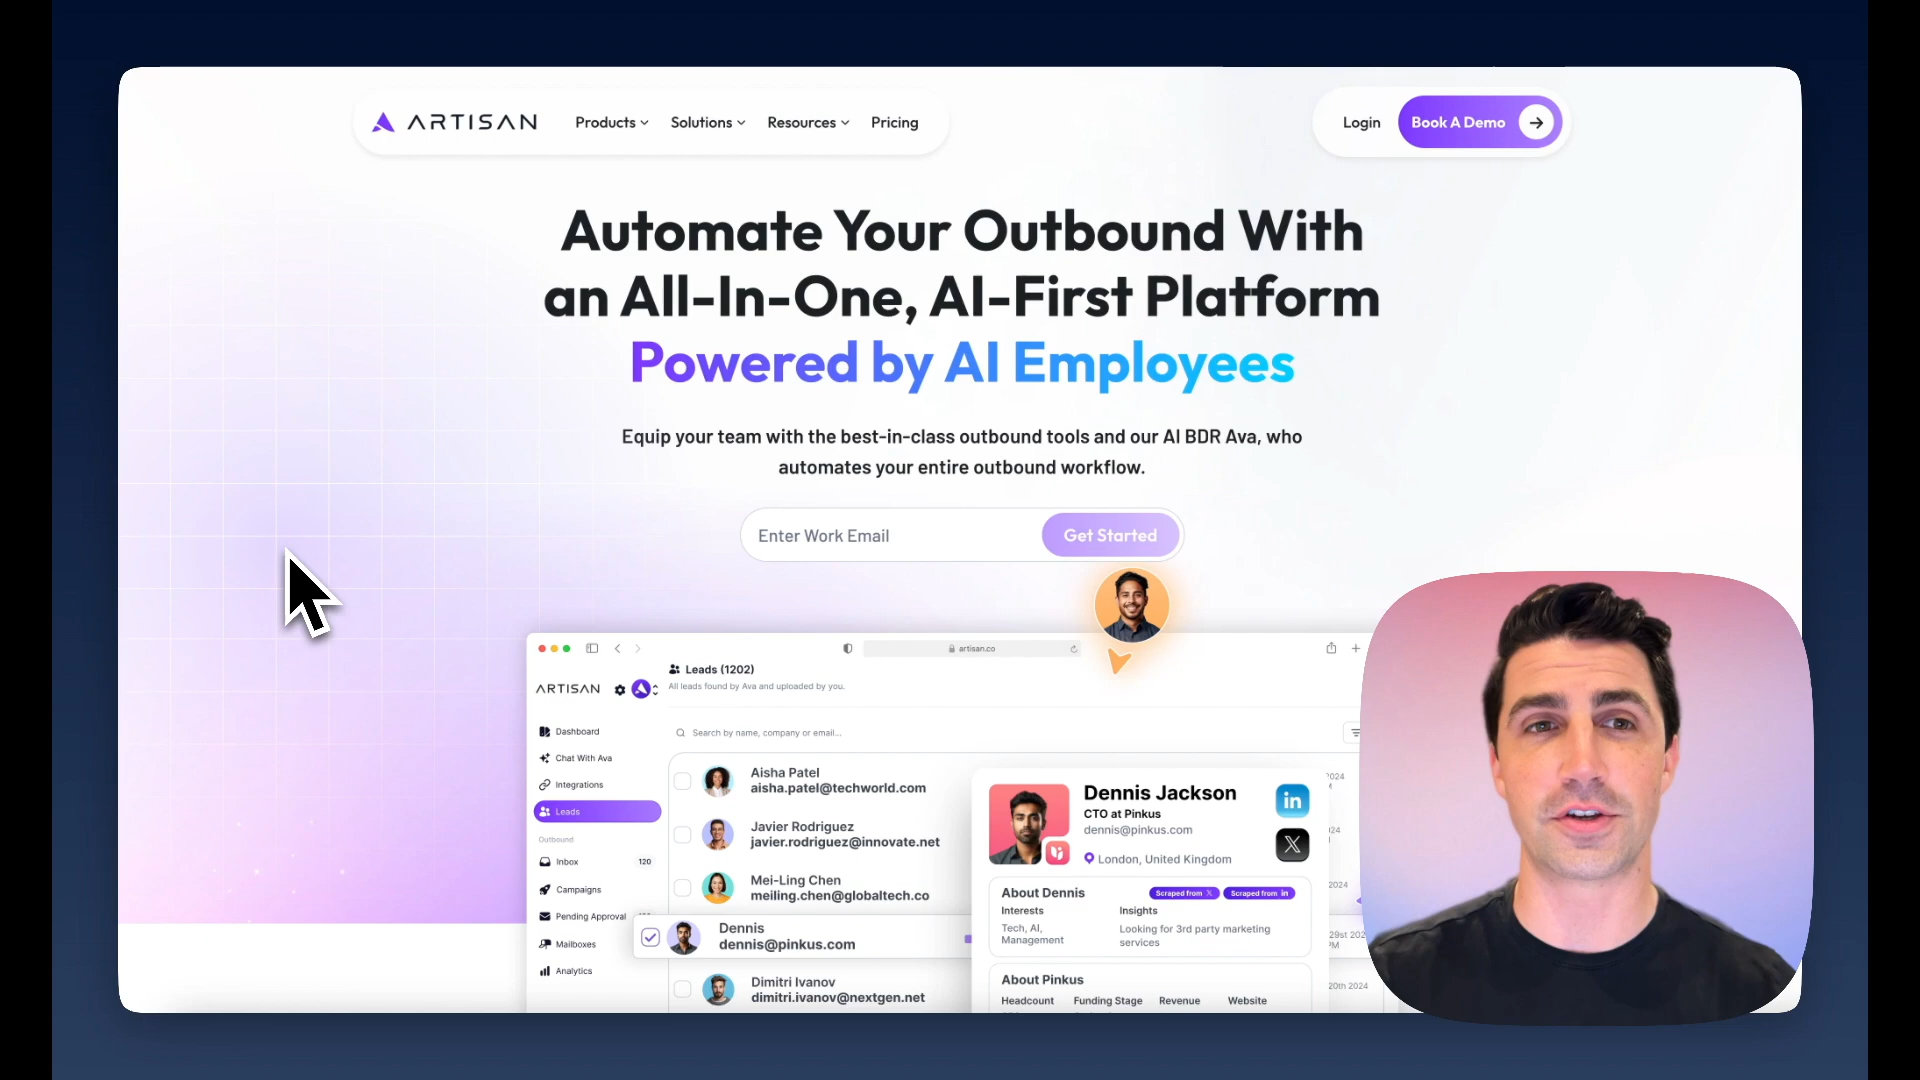 ARTISAN
Products
Solutions
Resources
Pricing
Login
Book A Demo
Automate Your Outbound With
an All-In-One, AI-First Platform
Powered by AI Employees
Equip your team with the best-in-class outbound tools and our AI BDR Ava, who
automates your entire outbound workflow.
Enter Work Email
Get Started
artisan.co
ARTISAN
Leads (1202)
All leads found by Ava and uploaded by you.
Search by name, company or email...
Dashboard
Chat With Ava
Integrations
Leads
Outbound
Inbox 120
Campaigns
Pending Approval
Mailboxes
Analytics
Aisha Patel
aisha.patel@techworld.com
Javier Rodriguez
javier.rodriguez@innovate.net
Mei-Ling Chen
meiling.chen@globaltech.co
Dennis
dennis@pinkus.com
Dimitri Ivanov
dimitri.ivanov@nextgen.net
Dennis Jackson
CTO at Pinkus
dennis@pinkus.com
London, United Kingdom
in
X
About Dennis
Scraped from X
Scraped from in
Interests
Tech, AI,
Management
Insights
Looking for 3rd party marketing
services
About Pinkus
Headcount Funding Stage Revenue Website
2024
20th 2024